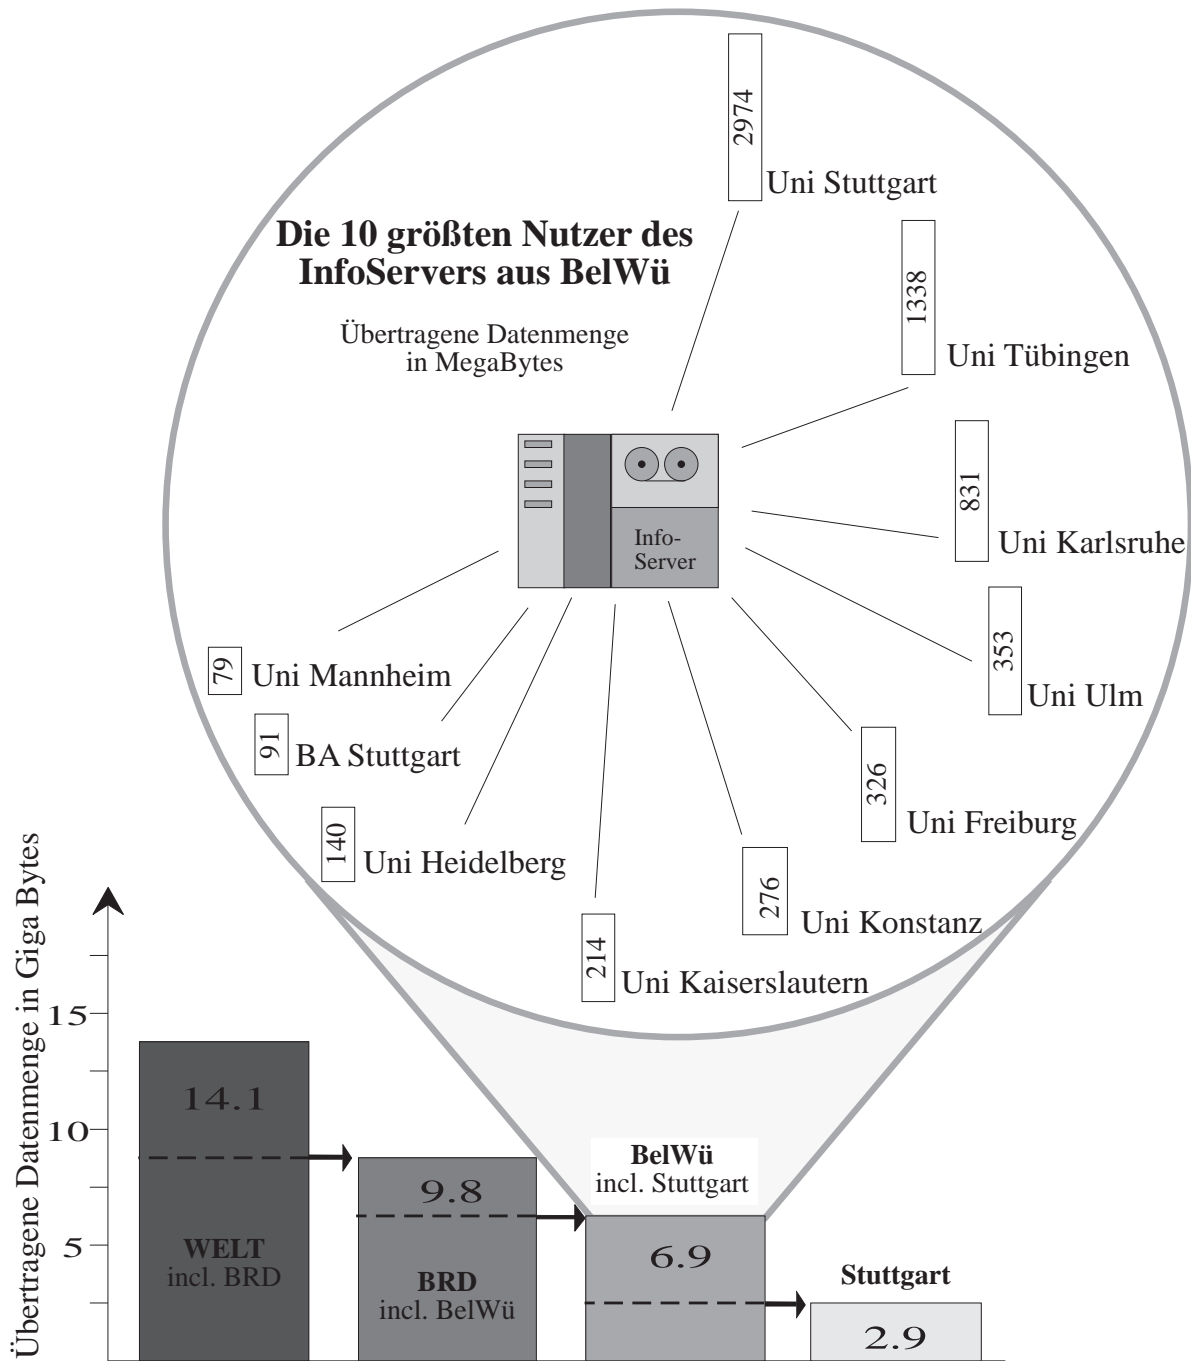 2974
Uni Stuttgart
Die 10 größten Nutzer des
InfoServers aus BelWü
Übertragene Datenmenge
in MegaBytes
1338
Uni Tübingen
831
Uni Karlsruhe
Info-
Server
353
Uni Ulm
79
Uni Mannheim
91
BA Stuttgart
326
Uni Freiburg
140
Uni Heidelberg
276
Uni Konstanz
214
Uni Kaiserslautern
Übertragene Datenmenge in Giga Bytes
15
10
5
14.1
WELT
incl. BRD
9.8
BRD
incl. BelWü
BelWü
incl. Stuttgart
6.9
Stuttgart
2.9